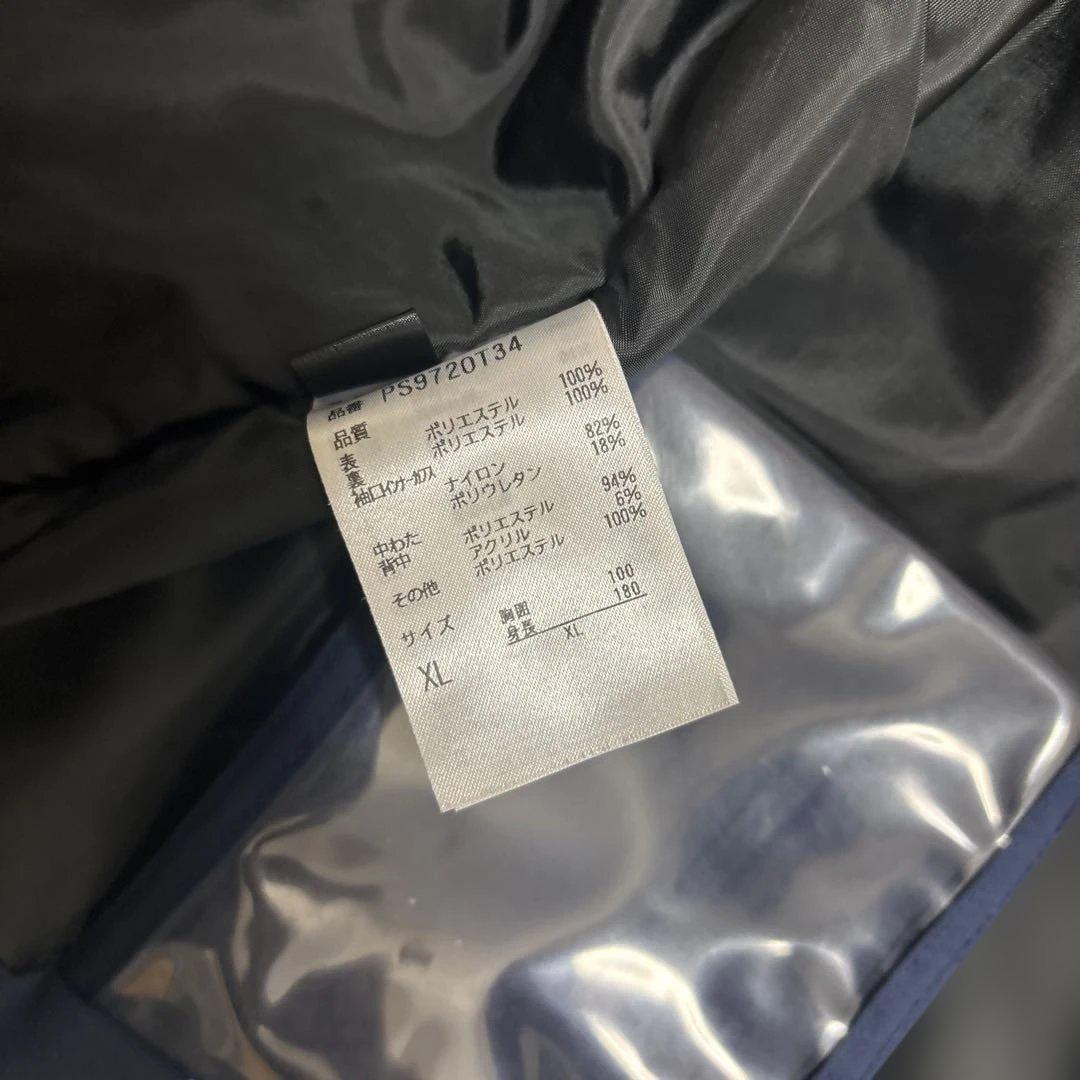 品番 PS9720T34
品質
表 ポリエステル 100%
裏 ポリエステル 100%
袖口インナーカフス ナイロン 82%
ポリウレタン 18%
中わた ポリエステル 94%
背中 アクリル 6%
ポリエステル 100%
その他
サイズ 胸囲 100
身長 180
XL XL